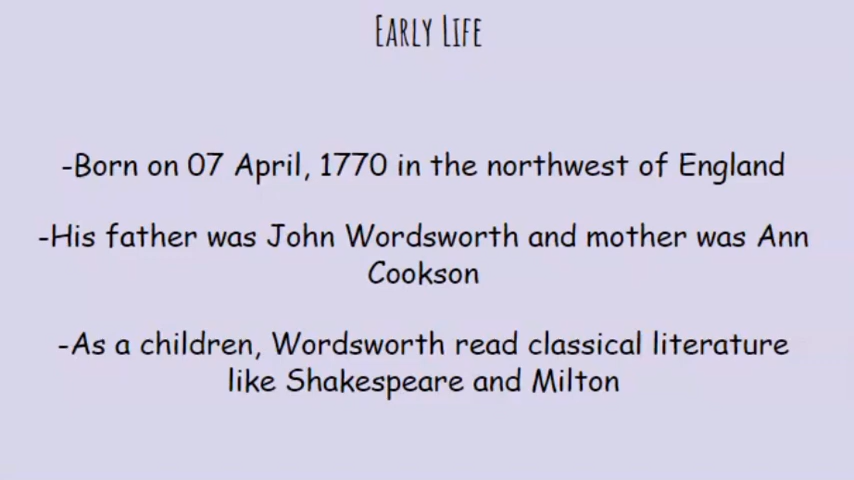 EARLY LIFE
-Born on 07 April, 1770 in the northwest of England
-His father was John Wordsworth and mother was Ann
Cookson
-As a children, Wordsworth read classical literature
like Shakespeare and Milton